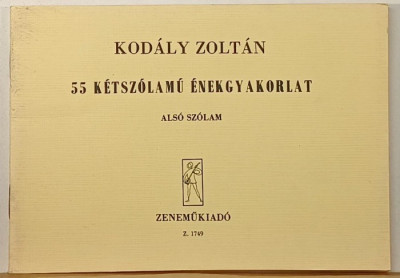 KODÁLY ZOLTÁN
55 KÉTSZÓLAMÚ ÉNEKGYAKORLAT
ALSÓ SZÓLAM
ZENEMŰKIADÓ
Z. 1749